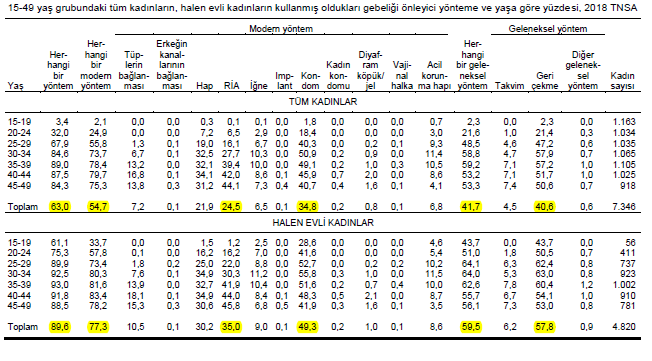 15-49 yaş grubundaki tüm kadınların, halen evli kadınların kullanmış oldukları gebeliği önleyici yönteme ve yaşa göre yüzdesi, 2018 TNSA
Modern yöntem
Geleneksel yöntem
Yaş
Her-
hangi
bir
yöntem
Her-
hangi
bir
modern
yöntem
Tüp-
lerin
bağlan-
ması
Erkeğin
kanal-
larının
bağlan-
ması
Hap
RİA
İğne
Imp
lant
Kon-
dom
Kadın
kon-
domu
Diyaf-
ram
köpük/
jel
Vaji-
nal
halka
Acil
korun-
ma hapı
Her-
hangi
bir gele-
neksel
yöntem
Takvim
Geri
çekme
Diğer
gelenek-
sel
yöntem
Kadın
sayısı
TÜM KADINLAR
15-19 3,4 2,1 0,0 0,0 0,3 0,1 0,1 0,0 1,8 0,0 0,0 0,0 0,7 2,3 0,0 2,3 0,0 1.163
20-24 32,0 24,9 0,0 0,0 7,2 6,5 2,9 0,0 18,4 0,0 0,0 0,0 3,0 21,6 1,0 21,4 0,3 1.034
25-29 67,9 55,8 1,3 0,1 19,0 16,1 6,7 0,0 40,3 0,0 0,2 0,1 9,3 48,5 4,6 47,2 0,6 1.035
30-34 84,6 73,7 6,7 0,1 32,5 27,7 10,3 0,0 50,9 0,2 0,9 0,0 11,4 58,8 4,7 57,9 0,7 1.065
35-39 89,0 78,4 13,2 0,1 32,1 39,4 10,0 0,0 49,1 0,2 1,0 0,3 10,5 59,2 7,1 57,2 1,0 1.105
40-44 87,5 79,7 16,8 0,1 34,1 42,0 8,6 0,1 45,9 0,7 2,0 0,0 8,6 53,2 7,1 51,7 1,0 1.025
45-49 84,3 75,3 13,8 0,3 31,2 44,1 7,3 0,4 40,7 0,4 1,6 0,1 4,1 53,3 7,4 50,6 0,7 918
Toplam 63,0 54,7 7,2 0,1 21,9 24,5 6,5 0,1 34,8 0,2 0,8 0,1 6,8 41,7 4,5 40,6 0,6 7.346
HALEN EVLİ KADINLAR
15-19 61,1 33,7 0,0 0,0 1,5 1,2 2,5 0,0 28,6 0,0 0,0 0,0 4,6 43,7 0,0 43,7 0,0 56
20-24 75,3 57,8 0,1 0,0 16,2 16,2 7,0 0,0 41,6 0,0 0,0 0,0 5,4 51,0 1,8 50,5 0,7 411
25-29 89,9 73,4 1,8 0,2 25,0 22,0 8,8 0,0 52,7 0,0 0,2 0,2 10,2 64,1 6,3 62,4 0,8 737
30-34 92,5 80,3 7,6 0,1 34,9 30,3 11,2 0,0 55,8 0,3 1,0 0,0 11,5 64,0 5,3 63,0 0,8 923
35-39 93,0 81,6 13,9 0,0 32,7 41,9 10,4 0,0 51,6 0,2 0,7 0,4 10,0 62,6 7,8 60,4 1,2 1.002
40-44 91,8 83,4 18,1 0,1 34,9 44,0 8,4 0,1 48,3 0,5 2,1 0,0 8,7 55,7 6,7 54,1 1,0 910
45-49 88,5 78,2 15,3 0,3 30,6 45,8 6,8 0,5 41,9 0,3 1,6 0,1 3,5 56,1 7,3 53,0 0,8 781
Toplam 89,6 77,3 10,5 0,1 30,2 35,0 9,0 0,1 49,3 0,2 1,0 0,1 8,6 59,5 6,2 57,8 0,9 4.820